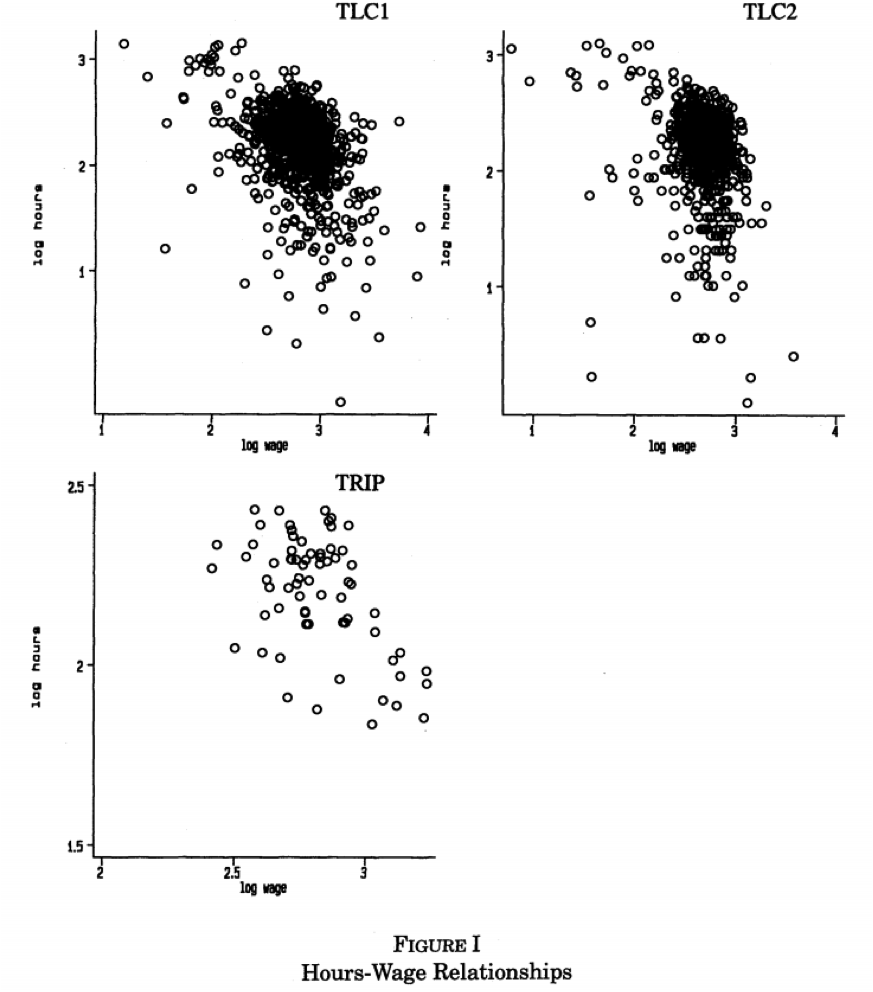 TLC1
TLC2
3
2
1
log hours
1 2 3 4
log wage
3
2
1
log hours
1 2 3 4
log wage
TRIP
2.5
2
1.5
log hours
2 2.5 3
log wage
FIGURE I
Hours-Wage Relationships